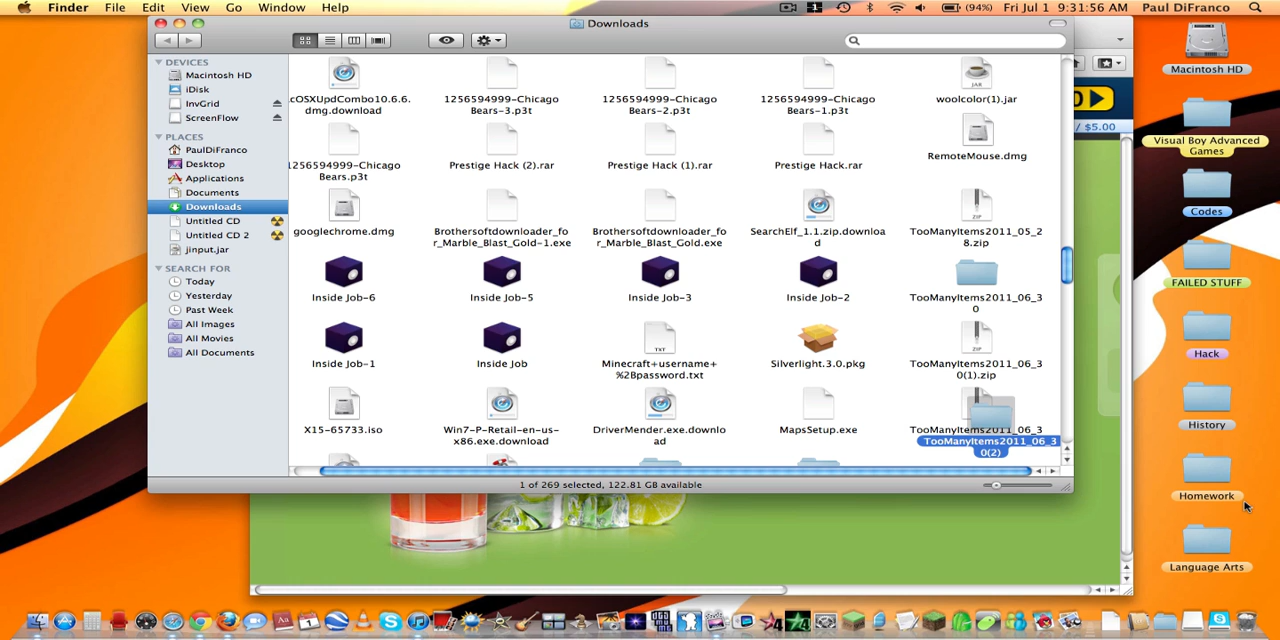 Finder File Edit View Go Window Help
(94%) Fri Jul 1 9:31:56 AM Paul DiFranco
Downloads
DEVICES
Macintosh HD
iDisk
InvGrid
ScreenFlow
PLACES
PaulDiFranco
Desktop
Applications
Documents
Downloads
Untitled CD
Untitled CD 2
jinput.jar
SEARCH FOR
Today
Yesterday
Past Week
All Images
All Movies
All Documents
cOSXUpdCombo10.6.6.
dmg.download
1256594999-Chicago
Bears-3.p3t
1256594999-Chicago
Bears-2.p3t
1256594999-Chicago
Bears-1.p3t
JAR
woolcolor(1).jar
1256594999-Chicago
Bears.p3t
Prestige Hack (2).rar
Prestige Hack (1).rar
Prestige Hack.rar
RemoteMouse.dmg
googlechrome.dmg
Brothersoftdownloader_fo
r_Marble_Blast_Gold-1.exe
Brothersoftdownloader_fo
r_Marble_Blast_Gold.exe
SearchElf_1.1.zip.downloa
d
ZIP
TooManyItems2011_05_2
8.zip
Inside Job-6
Inside Job-5
Inside Job-3
Inside Job-2
TooManyItems2011_06_3
0
Inside Job-1
Inside Job
TXT
Minecraft+username+
%2Bpassword.txt
Silverlight.3.0.pkg
ZIP
TooManyItems2011_06_3
0(1).zip
X15-65733.iso
Win7-P-Retail-en-us-
x86.exe.download
DriverMender.exe.downlo
ad
MapsSetup.exe
TooManyItems2011_06_3
TooManyItems2011_06_3
0(2)
1 of 269 selected, 122.81 GB available
/ $5.00
Macintosh HD
Visual Boy Advanced
Games
Codes
FAILED STUFF
Hack
History
Homework
Language Arts